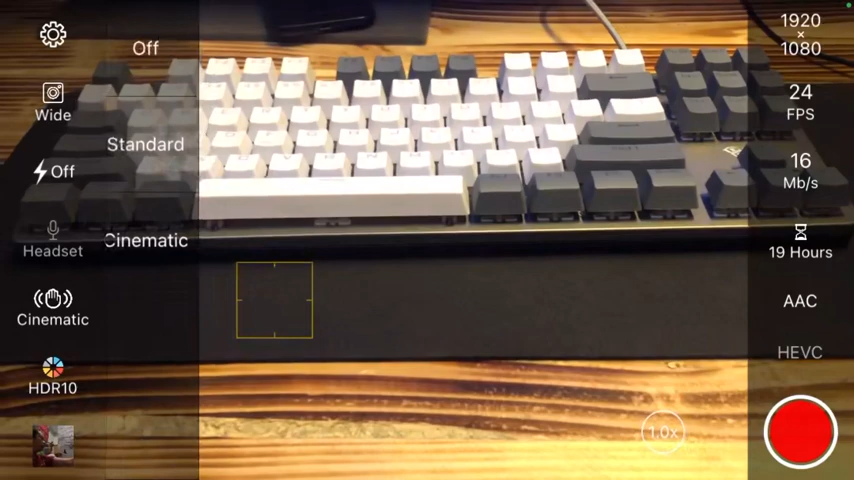 Off
Wide
Standard
Off
Headset
Cinematic
Cinematic
HDR10
1.0x
1920
×
1080
24
FPS
16
Mb/s
19 Hours
AAC
HEVC